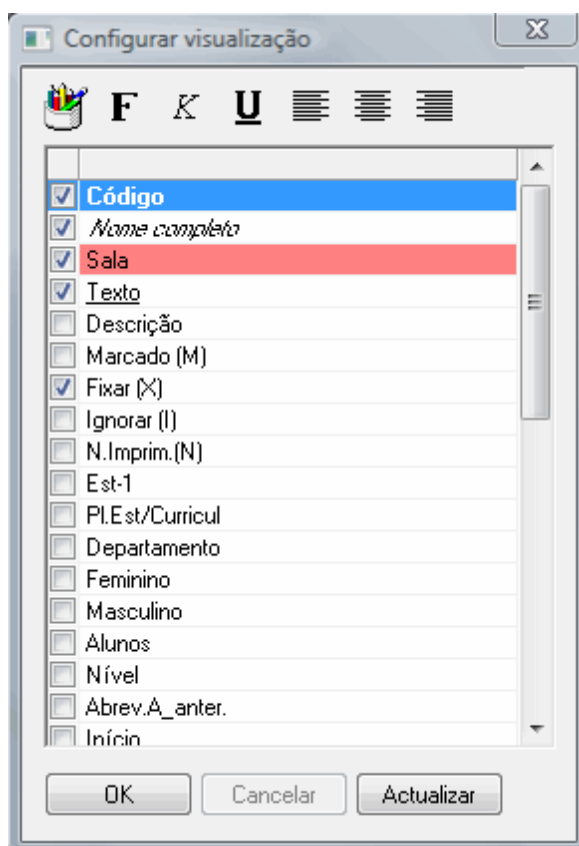 Configurar visualização
F K U
Código
Nome completo
Sala
Texto
Descrição
Marcado (M)
Fixar (X)
Ignorar (I)
N.Imprim.(N)
Est-1
Pl.Est/Curricul
Departamento
Feminino
Masculino
Alunos
Nível
Abrev.A_anter.
Início
OK Cancelar Actualizar